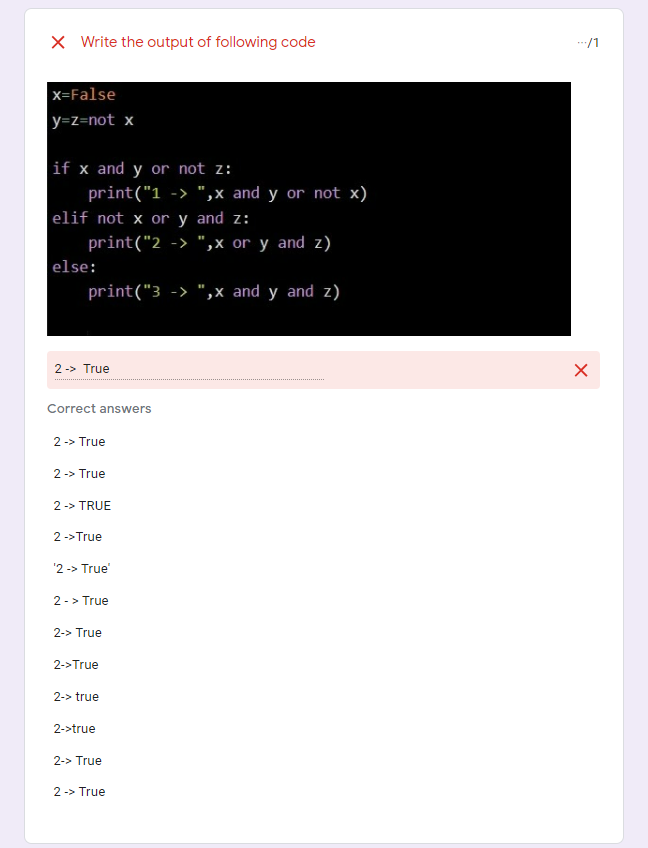 Write the output of following code
···/1
x=False
y=z=not x
if x and y or not z:
    print("1 -> ",x and y or not x)
elif not x or y and z:
    print("2 -> ",x or y and z)
else:
    print("3 -> ",x and y and z)
2 ->  True
Correct answers
2 -> True
2 -> True
2 -> TRUE
2 ->True
'2 -> True'
2 - > True
2-> True
2->True
2-> true
2->true
2-> True
2 -> True